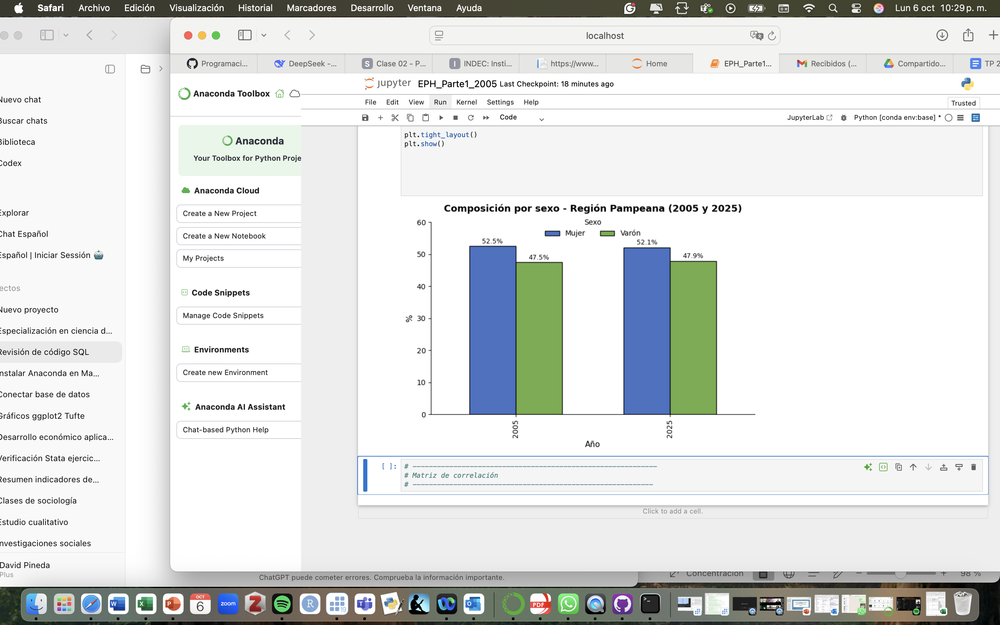 Safari Archivo Edición Visualización Historial Marcadores Desarrollo Ventana Ayuda Lun 6 oct 10:29 p. m.
localhost
Programaci... DeepSeek -... S Clase 02 - P... I INDEC: Insti... https://www... Home EPH_Parte1... Recibidos (... Compartido... TP 2
Nuevo chat
Buscar chats
Biblioteca
Codex
Explorar
Chat Español
Español | Iniciar Sesión 🤖
ectos
Nuevo proyecto
Especialización en ciencia d...
Revisión de código SQL
Instalar Anaconda en Ma...
Conectar base de datos
Gráficos ggplot2 Tufte
Desarrollo económico aplica...
Verificación Stata ejercic...
Resumen indicadores de...
Clases de sociología
Estudio cualitativo
Investigaciones sociales
David Pineda
Plus
Anaconda Toolbox
Anaconda
Your Toolbox for Python Proje
Anaconda Cloud
Create a New Project
Create a New Notebook
My Projects
Code Snippets
Manage Code Snippets
Environments
Create new Environment
Anaconda AI Assistant
Chat-based Python Help
jupyter EPH_Parte1_2005 Last Checkpoint: 18 minutes ago
File Edit View Run Kernel Settings Help Trusted
Code JupyterLab Python [conda env:base] *
plt.tight_layout()
plt.show()
Composición por sexo - Región Pampeana (2005 y 2025)
Sexo
Mujer Varón
60
50
40
30
20
10
0
%
52.5%
47.5%
52.1%
47.9%
2005
2025
Año
[ ]: # ------------------------------------------------------------
# Matriz de correlación
# -----------------------------------------------------------
Click to add a cell.
ChatGPT puede cometer errores. Comprueba la información importante.
Concentración 98 %
W X P OCT 6 zoom Z R 19 T O PDF >_